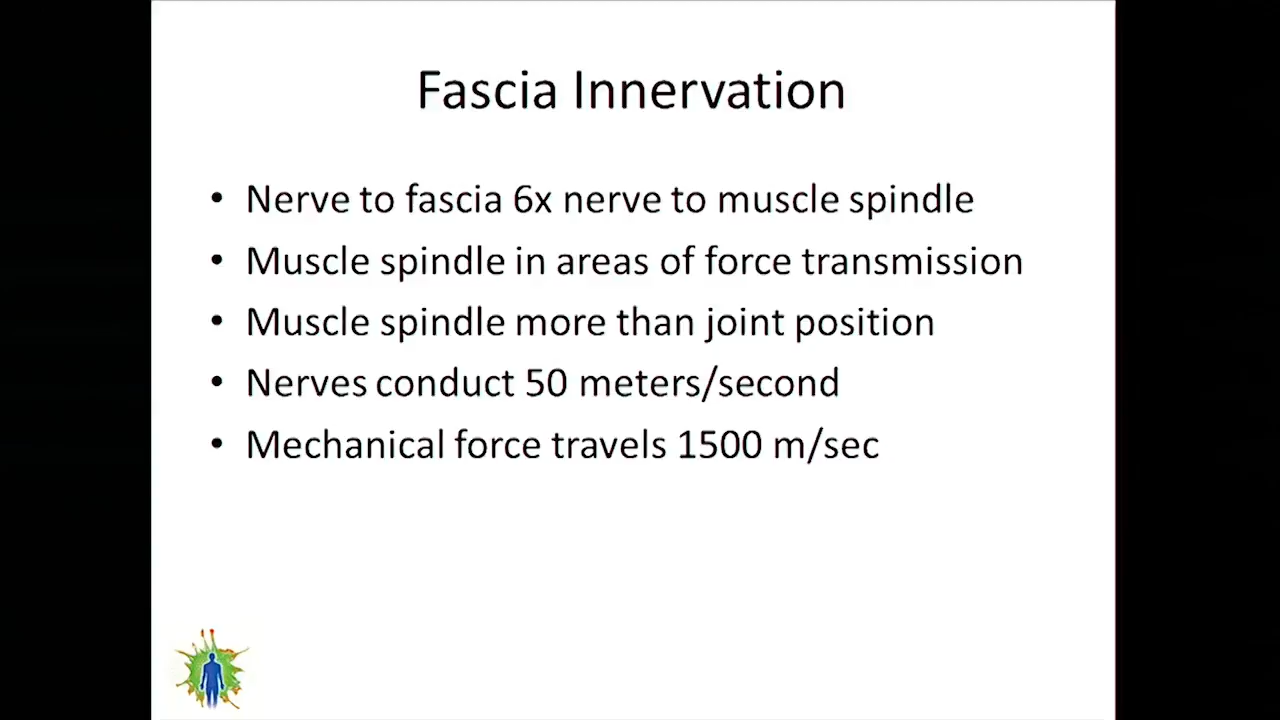 Fascia Innervation
• Nerve to fascia 6x nerve to muscle spindle
• Muscle spindle in areas of force transmission
• Muscle spindle more than joint position
• Nerves conduct 50 meters/second
• Mechanical force travels 1500 m/sec